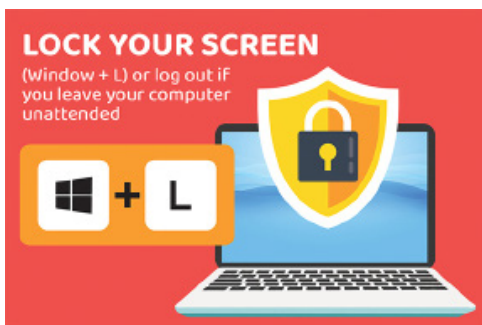 LOCK YOUR SCREEN
(Window + L) or log out if
you leave your computer
unattended
+ L